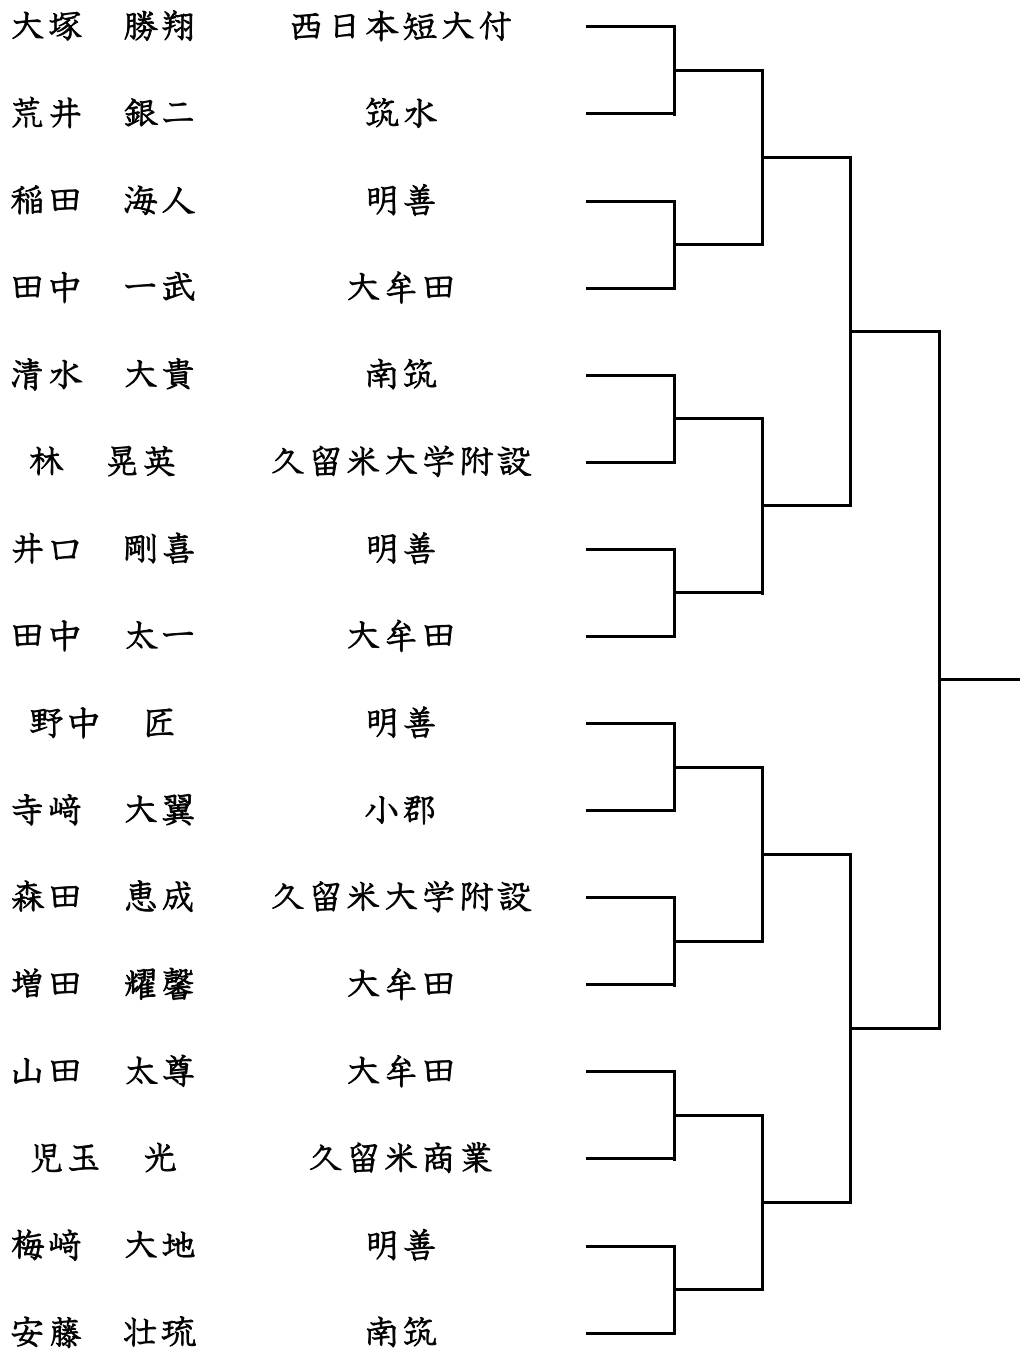 大塚　勝翔　西日本短大付
荒井　銀二　筑水
稲田　海人　明善
田中　一武　大牟田
清水　大貴　南筑
林　晃英　久留米大学附設
井口　剛喜　明善
田中　太一　大牟田
野中　匠　明善
寺﨑　大翼　小郡
森田　恵成　久留米大学附設
増田　耀馨　大牟田
山田　太尊　大牟田
児玉　光　久留米商業
梅﨑　大地　明善
安藤　壮琉　南筑